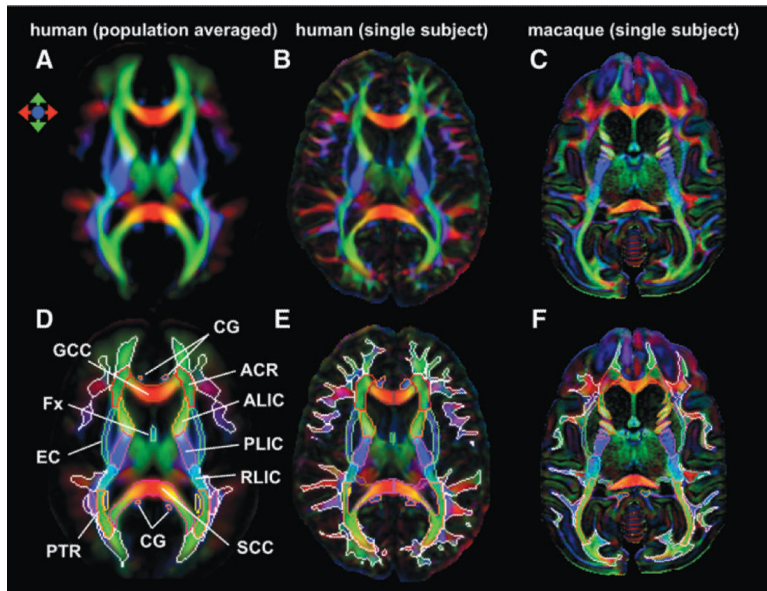 human (population averaged)
human (single subject)
macaque (single subject)
A
B
C
D
E
F
CG
GCC
ACR
Fx
ALIC
EC
PLIC
RLIC
PTR
CG
SCC